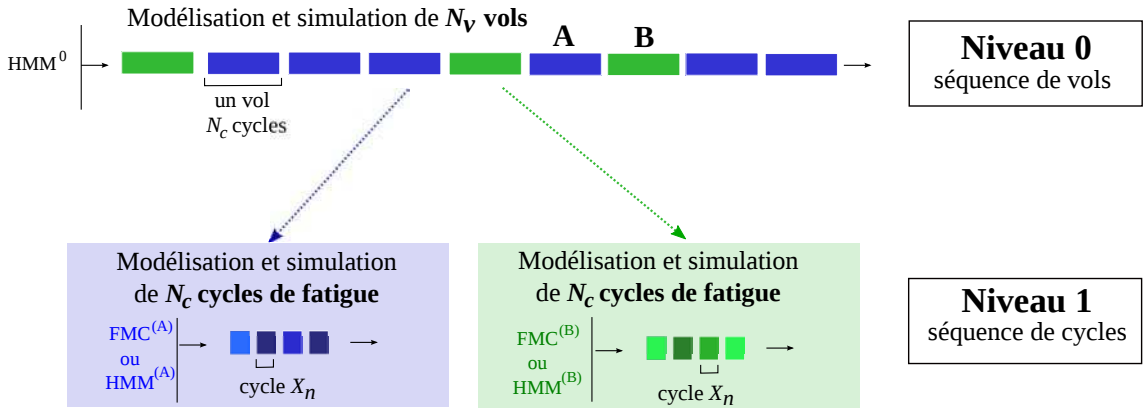 Modélisation et simulation de N_v vols
A B
HMM^0
un vol
N_c cycles
Niveau 0
séquence de vols
Modélisation et simulation
de N_c cycles de fatigue
FMC^(A)
ou
HMM^(A)
cycle X_n
Modélisation et simulation
de N_c cycles de fatigue
FMC^(B)
ou
HMM^(B)
cycle X_n
Niveau 1
séquence de cycles